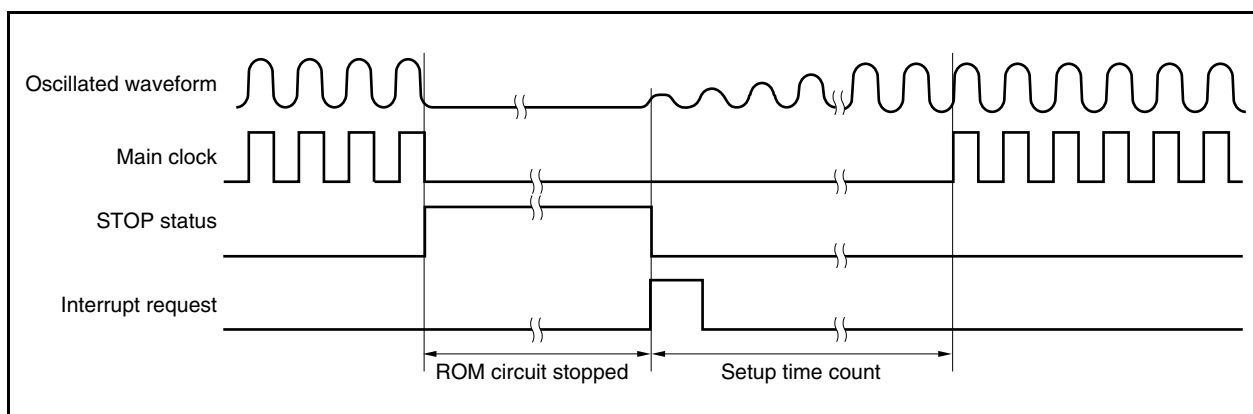 Oscillated waveform
Main clock
STOP status
Interrupt request
ROM circuit stopped
Setup time count